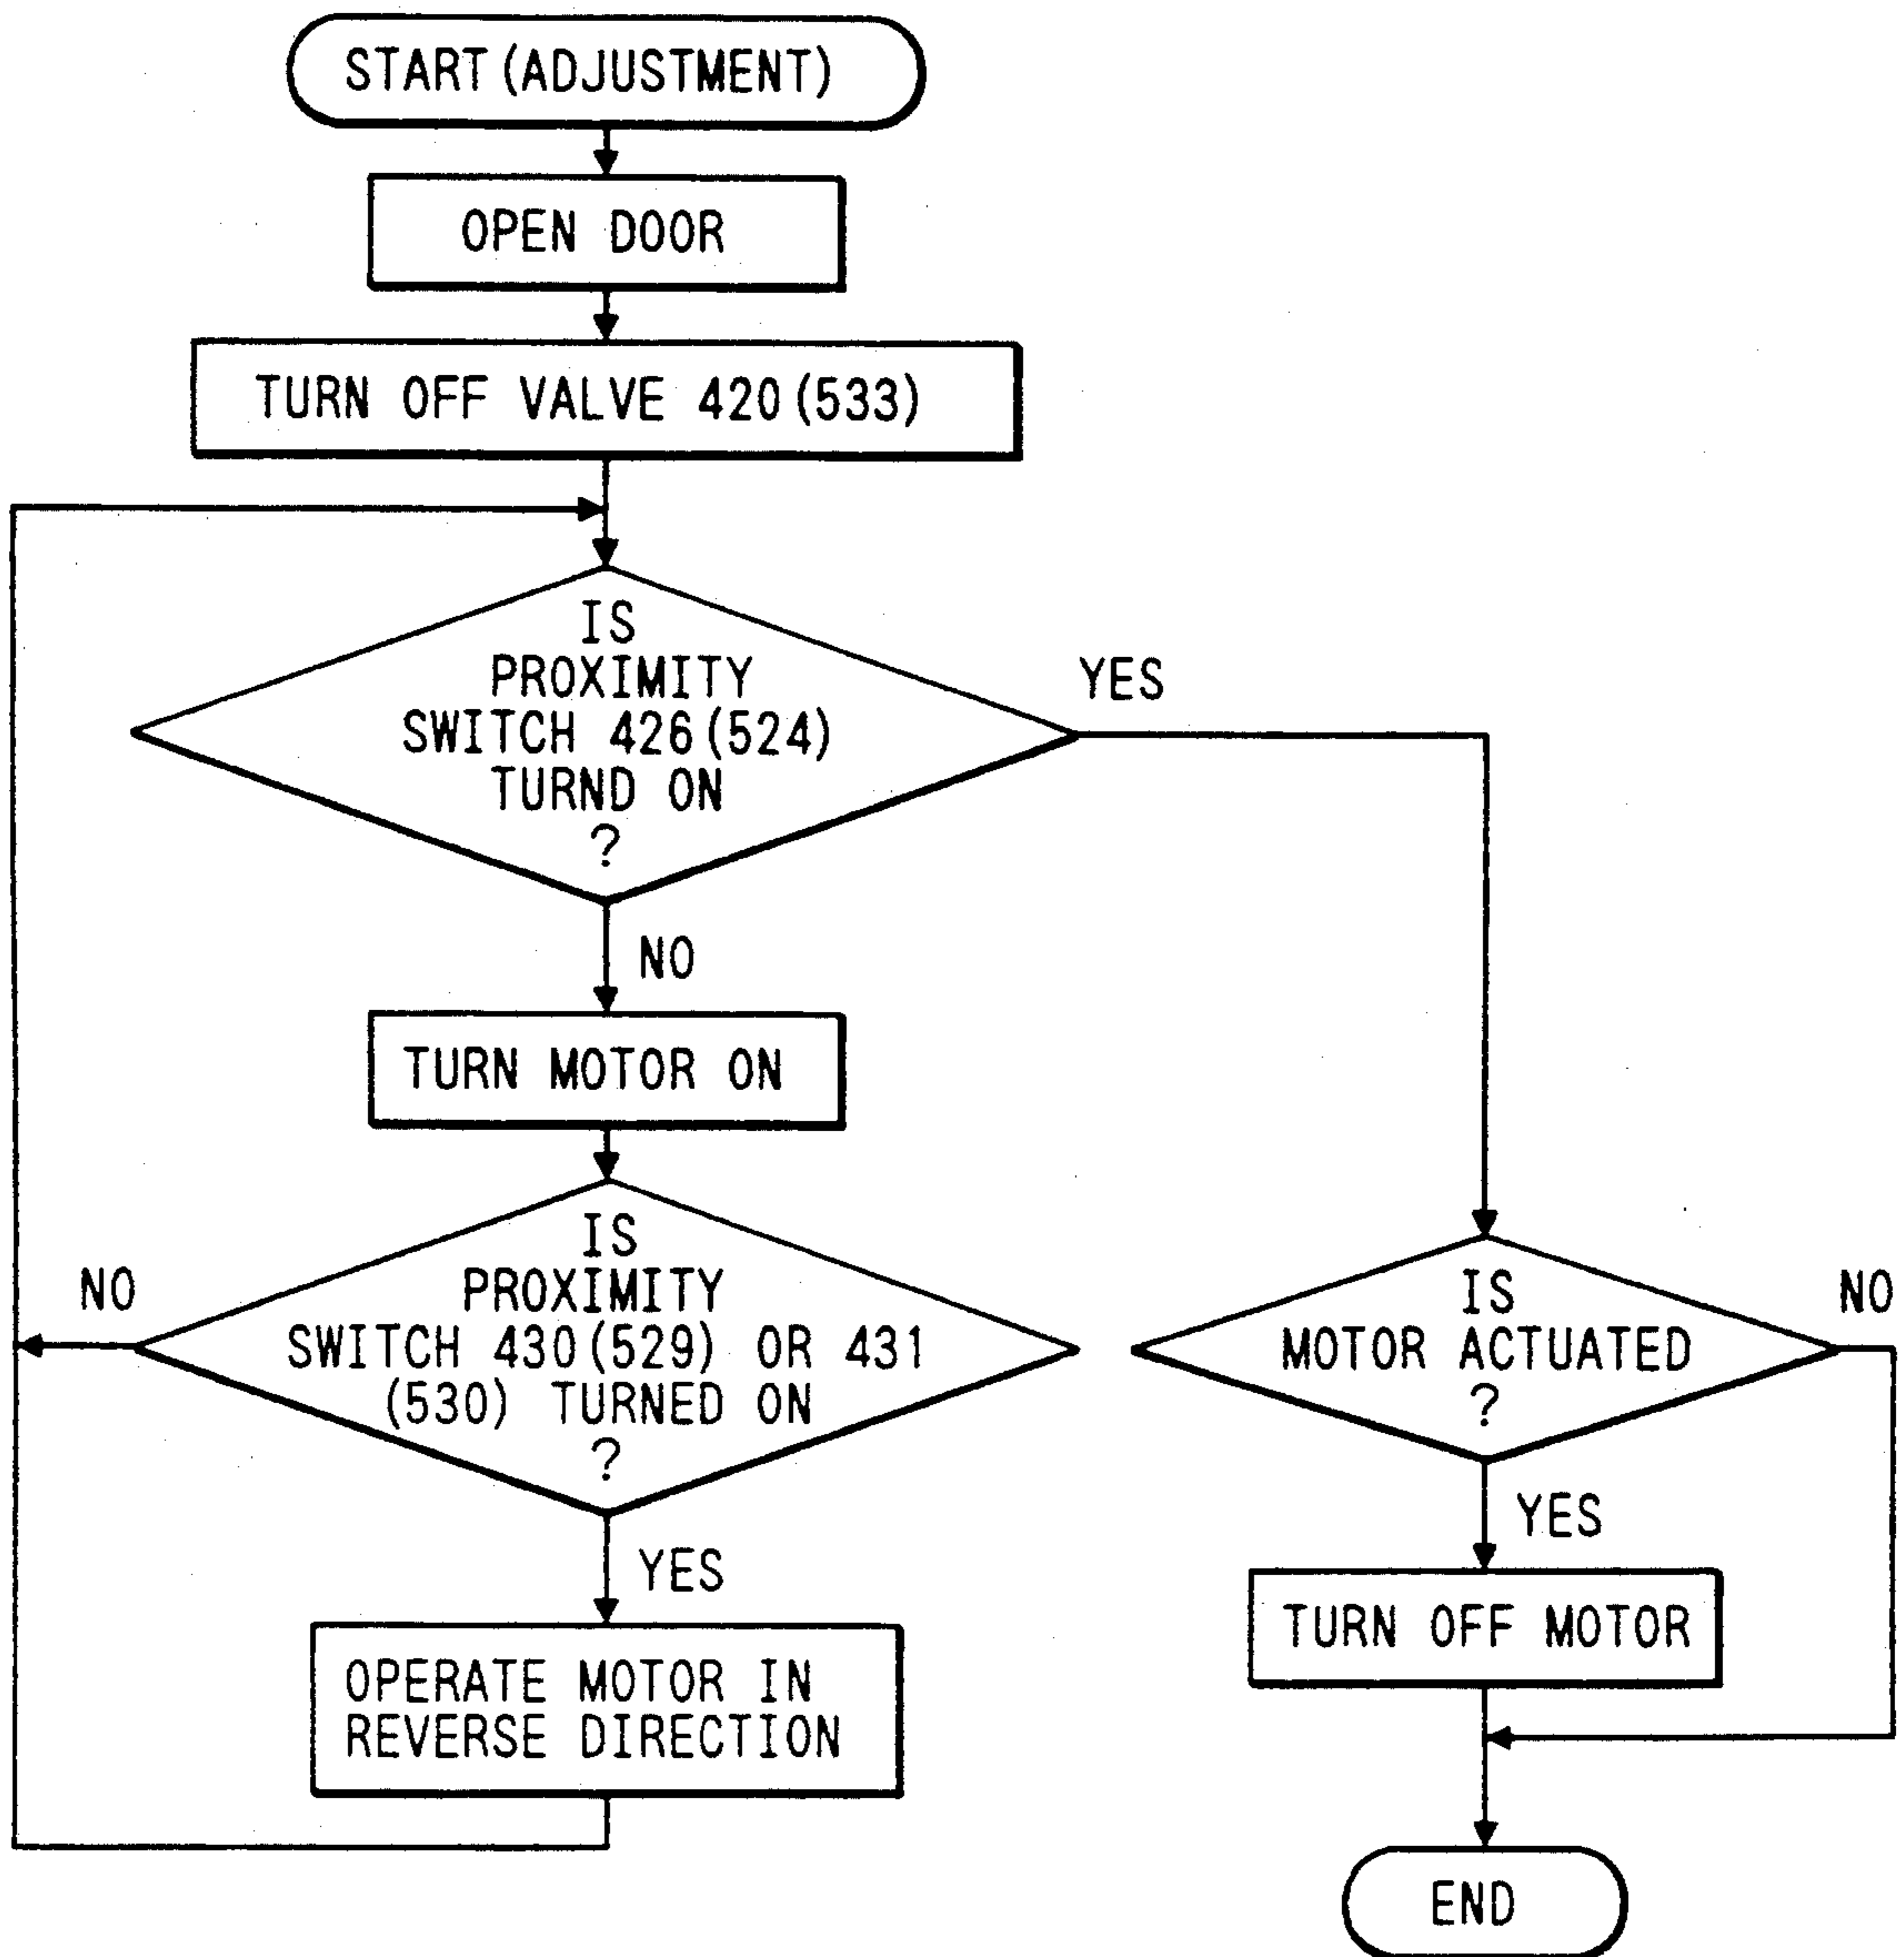 START (ADJUSTMENT)
OPEN DOOR
TURN OFF VALVE 420 (533)
IS
PROXIMITY
SWITCH 426 (524)
TURND ON
?
YES
NO
TURN MOTOR ON
IS
PROXIMITY
SWITCH 430 (529) OR 431
(530) TURNED ON
?
NO
YES
OPERATE MOTOR IN
REVERSE DIRECTION
IS
MOTOR ACTUATED
?
NO
YES
TURN OFF MOTOR
END